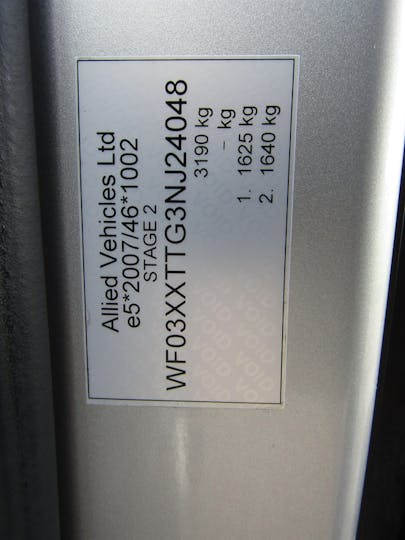 Allied Vehicles Ltd
e5*2007/46*1002
STAGE 2
WF03XXTTG3NJ24048
3190 kg
- kg
1. 1625 kg
2. 1640 kg